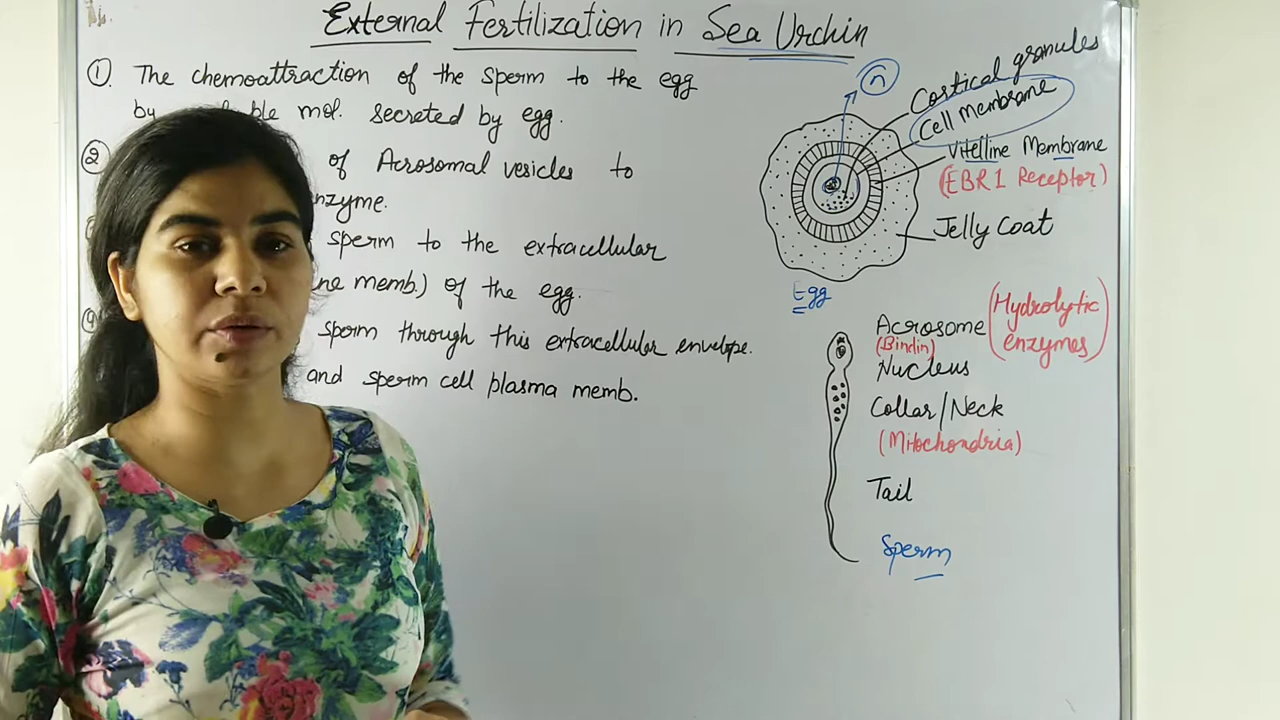 External Fertilization in Sea Urchin
① The chemoattraction of the sperm to the egg
by mol. secreted by egg.
② of Acrosomal vesicles to
nzyme.
sperm to the extracellular
memb.) of the egg.
④ sperm through this extracellular envelope.
and sperm cell plasma memb.
n
Cortical granules
Cell membrane
Vitelline Membrane
(EBR1 Receptor)
Jelly Coat
Egg
Acrosome (Hydrolytic enzymes)
(Bindin)
Nucleus
Collar/Neck
(Mitochondria)
Tail
Sperm